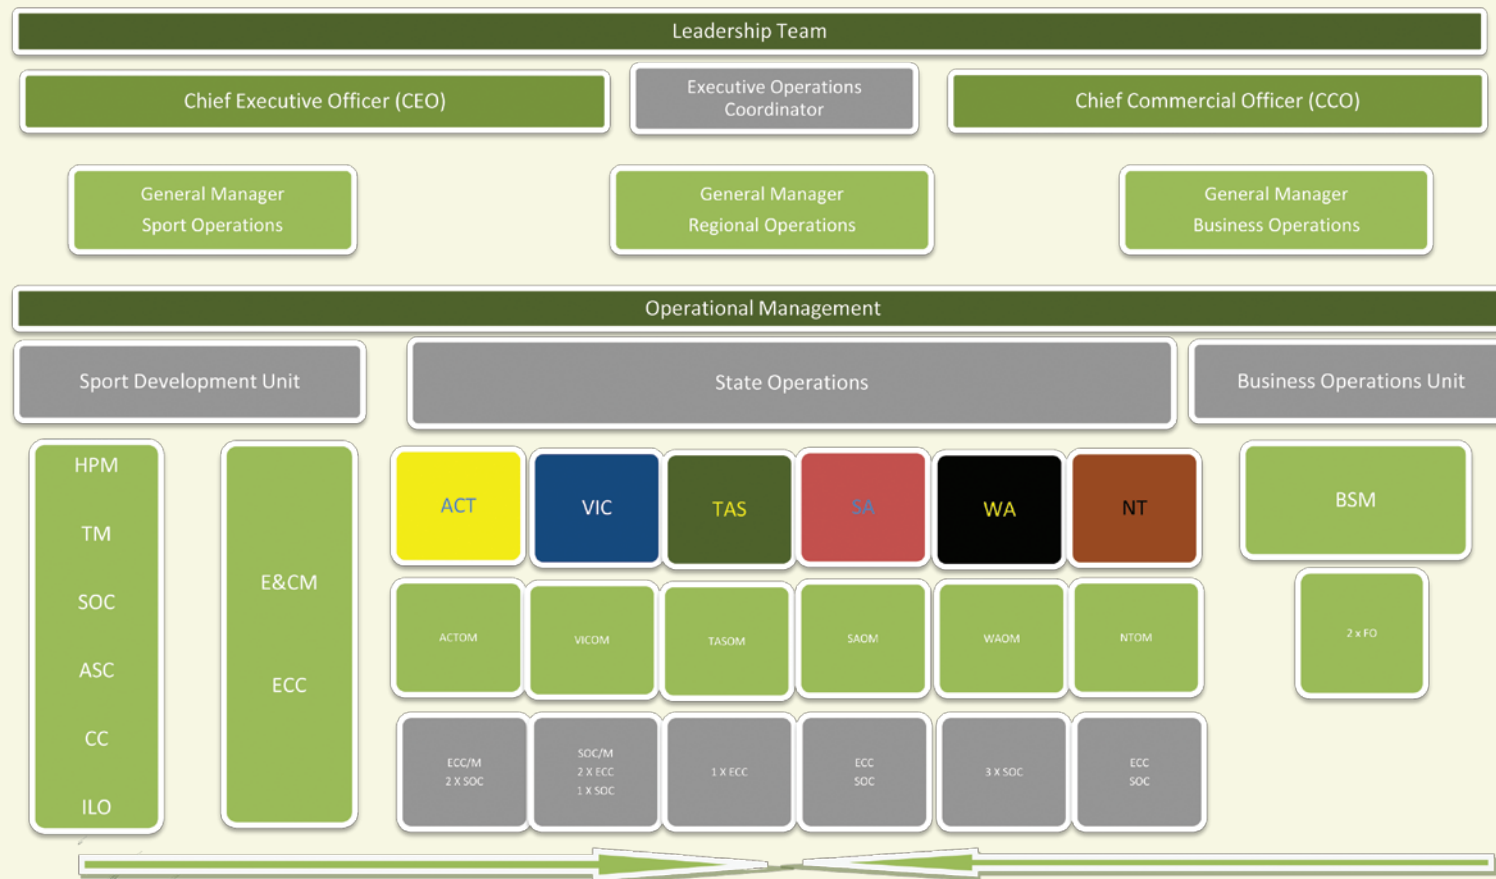 Leadership Team
Chief Executive Officer (CEO)
Executive Operations
Coordinator
Chief Commercial Officer (CCO)
General Manager
Sport Operations
General Manager
Regional Operations
General Manager
Business Operations
Operational Management
Sport Development Unit
State Operations
Business Operations Unit
HPM
TM
SOC
ASC
CC
ILO
E&CM
ECC
ACT
VIC
TAS
SA
WA
NT
BSM
ACTOM
VICOM
TASOM
SAOM
WAOM
NTOM
2 x FO
ECC/M
2 X SOC
SOC/M
2 X ECC
1 X SOC
1 X ECC
ECC
SOC
3 X SOC
ECC
SOC